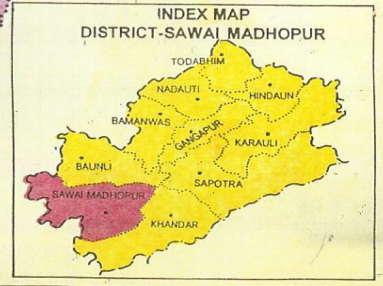 INDEX MAP
DISTRICT-SAWAI MADHOPUR
TODABHIM
NADAUTI
HINDAUN
BAMANWAS
GANGAPUR
KARAULI
BAUNLI
SAPOTRA
SAWAI MADHOPUR
KHANDAR